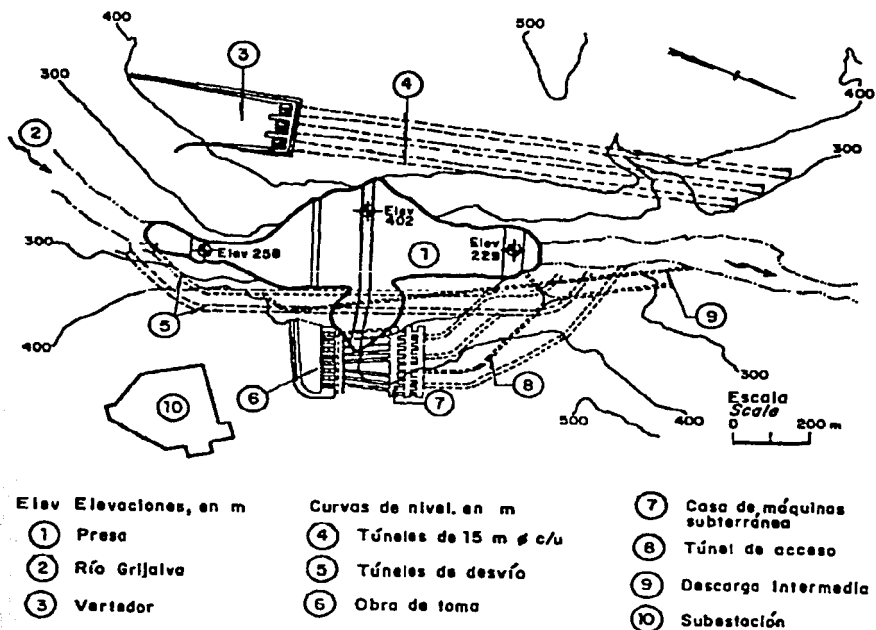 400
500
3
4
400
300
2
300
Elev
402
Elev 258
1
Elev
225
300
5
9
400
6
7
8
300
10
500
400
Escala
Scale
0 200 m
Elev Elevaciones, en m
1 Presa
2 Río Grijalva
3 Vertedor
Curvas de nivel, en m
4 Túneles de 15 m ø c/u
5 Túneles de desvío
6 Obra de toma
7 Casa de máquinas
subterránea
8 Túnel de acceso
9 Descarga Intermedia
10 Subestación